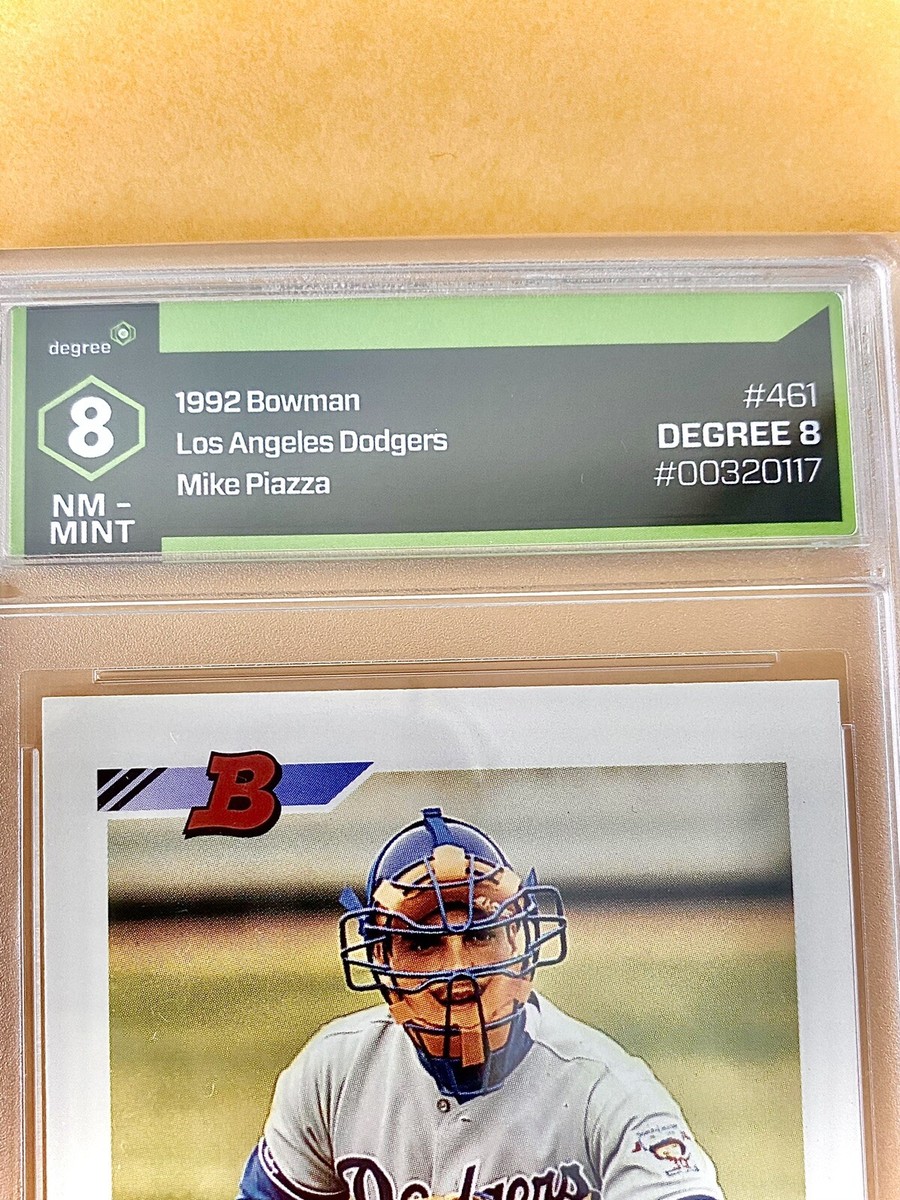 degree
8
NM -
MINT
1992 Bowman
Los Angeles Dodgers
Mike Piazza
#461
DEGREE 8
#00320117
B
Dodgers